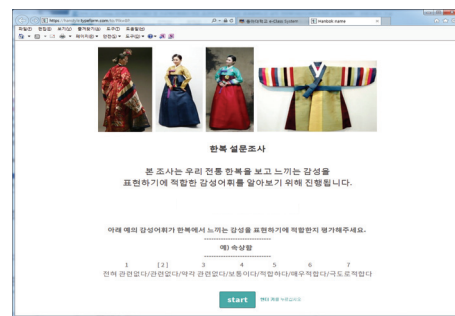 hanbok name
한복 설문조사
본 조사는 우리 전통 한복을 보고 느끼는 감성을
표현하기에 적합한 감성어휘를 알아보기 위해 진행됩니다.
아래 예의 감성어휘가 한복에서 느끼는 감성을 표현하기에 적합한지 평가해주세요.
예) 속상함
1 [2] 3 4 5 6 7
전혀 관련없다/관련없다/약간 관련없다/보통이다/적합하다/매우적합다/극도로적합다
start